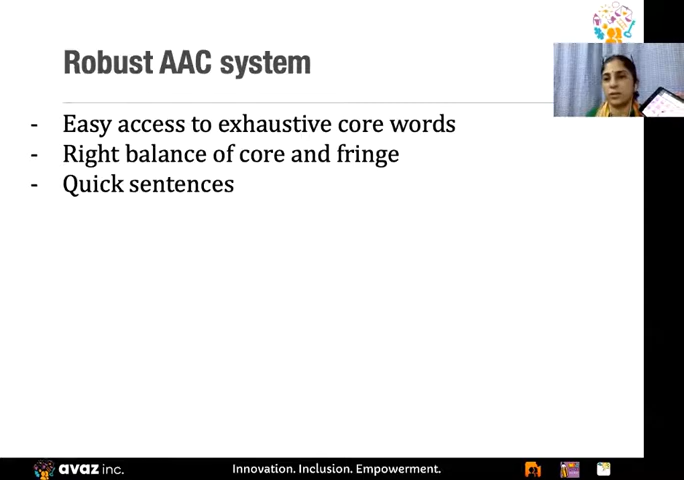 Robust AAC system
- Easy access to exhaustive core words
- Right balance of core and fringe
- Quick sentences
avaz inc.
Innovation. Inclusion. Empowerment.